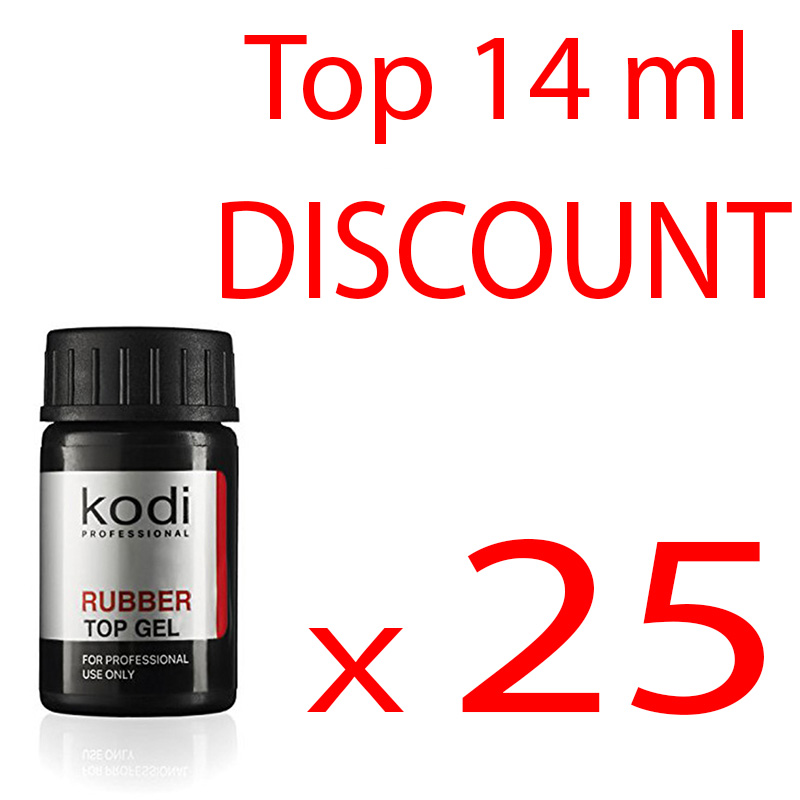 Top 14 ml
DISCOUNT
kodi
PROFESSIONAL
RUBBER
TOP GEL
FOR PROFESSIONAL
USE ONLY
x 25